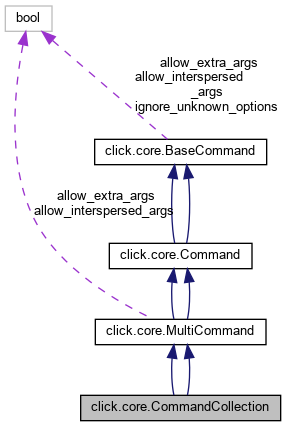 bool
allow_extra_args
allow_interspersed
_args
ignore_unknown_options
click.core.BaseCommand
allow_extra_args
allow_interspersed_args
click.core.Command
click.core.MultiCommand
click.core.CommandCollection